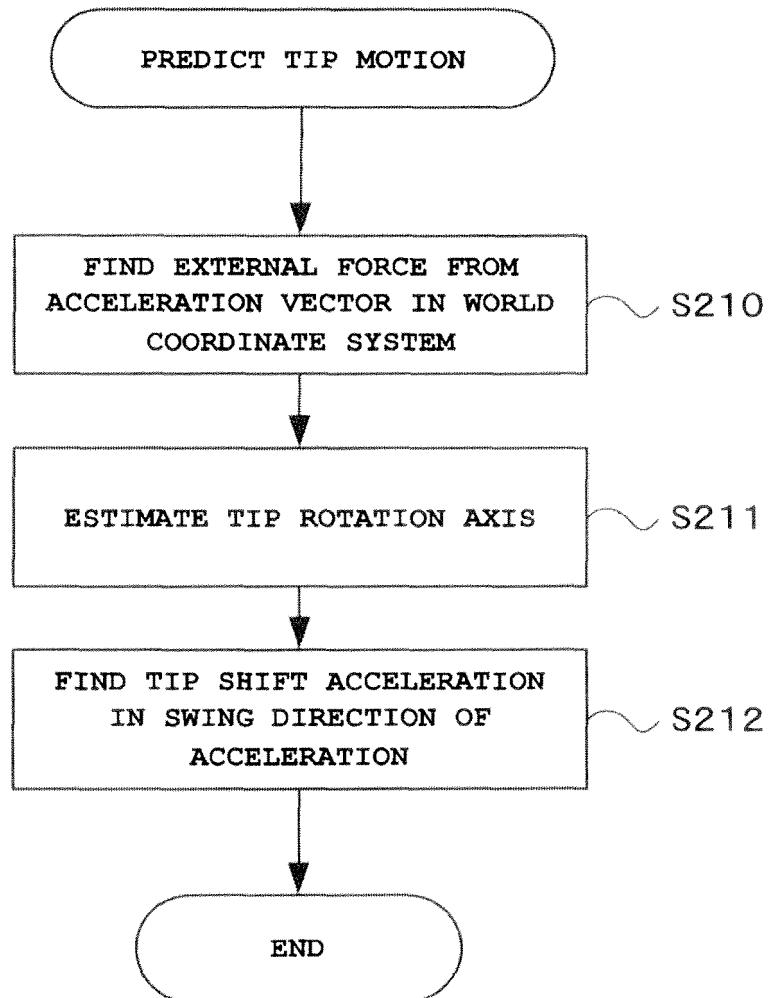 PREDICT TIP MOTION
FIND EXTERNAL FORCE FROM
ACCELERATION VECTOR IN WORLD
COORDINATE SYSTEM
S210
ESTIMATE TIP ROTATION AXIS
S211
FIND TIP SHIFT ACCELERATION
IN SWING DIRECTION OF
ACCELERATION
S212
END